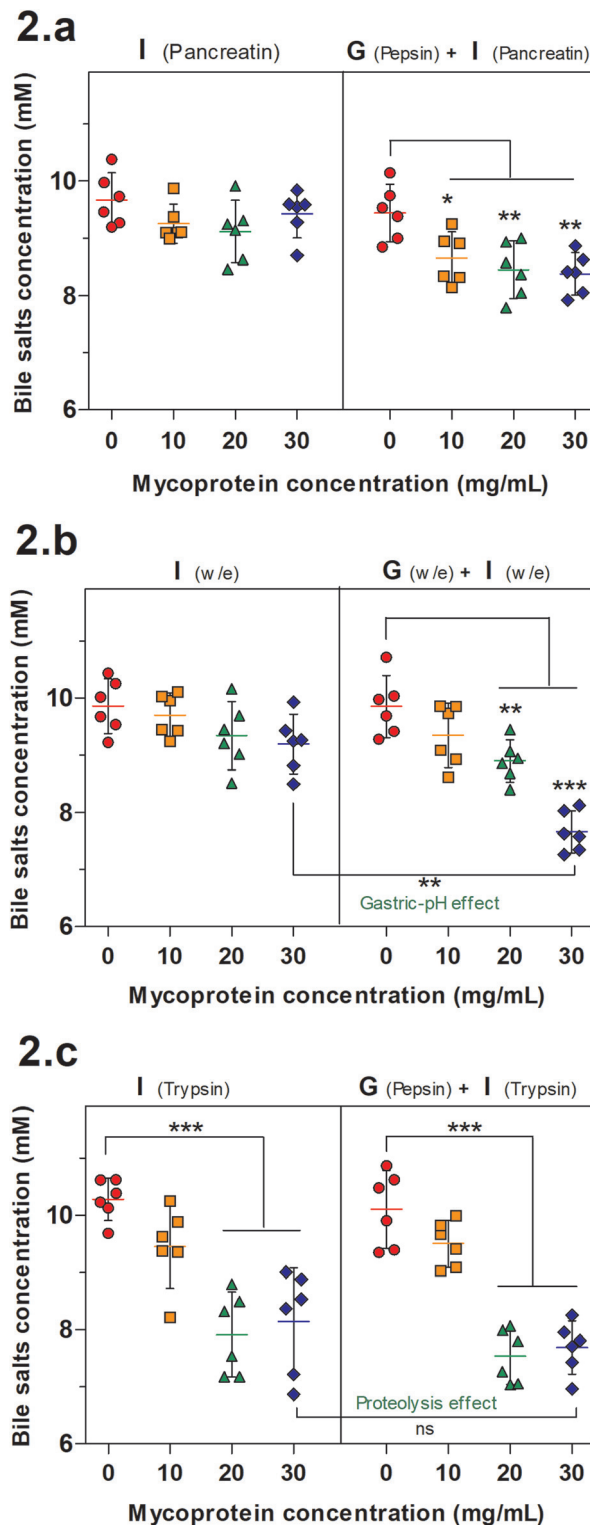 2.a
I (Pancreatin)
G (Pepsin) + I (Pancreatin)
Bile salts concentration (mM)
10
8
6
*
**
**
0 10 20 30 0 10 20 30
Mycoprotein concentration (mg/mL)
2.b
I (w/e)
G (w/e) + I (w/e)
Bile salts concentration (mM)
10
8
6
**
***
**
Gastric-pH effect
0 10 20 30 0 10 20 30
Mycoprotein concentration (mg/mL)
2.c
I (Trypsin)
G (Pepsin) + I (Trypsin)
Bile salts concentration (mM)
10
8
6
***
***
Proteolysis effect
ns
0 10 20 30 0 10 20 30
Mycoprotein concentration (mg/mL)